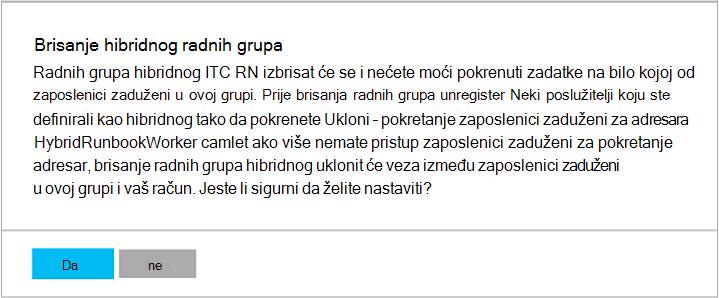 Brisanje hibridnog radnih grupa
Radnih grupa hibridnog ITC RN izbrisat će se i nećete moći pokrenuti zadatke na bilo kojoj od
zaposlenici zaduženi u ovoj grupi. Prije brisanja radnih grupa unregister Neki poslužitelji koju ste
definirali kao hibridnog tako da pokrenete Ukloni - pokretanje zaposlenici zaduženi za adresara
HybridRunbookWorker camlet ako više nemate pristup zaposlenici zaduženi za pokretanje
adresar, brisanje radnih grupa hibridnog uklonit će veza između zaposlenici zaduženi
u ovoj grupi i vaš račun. Jeste li sigurni da želite nastaviti?
Da
ne